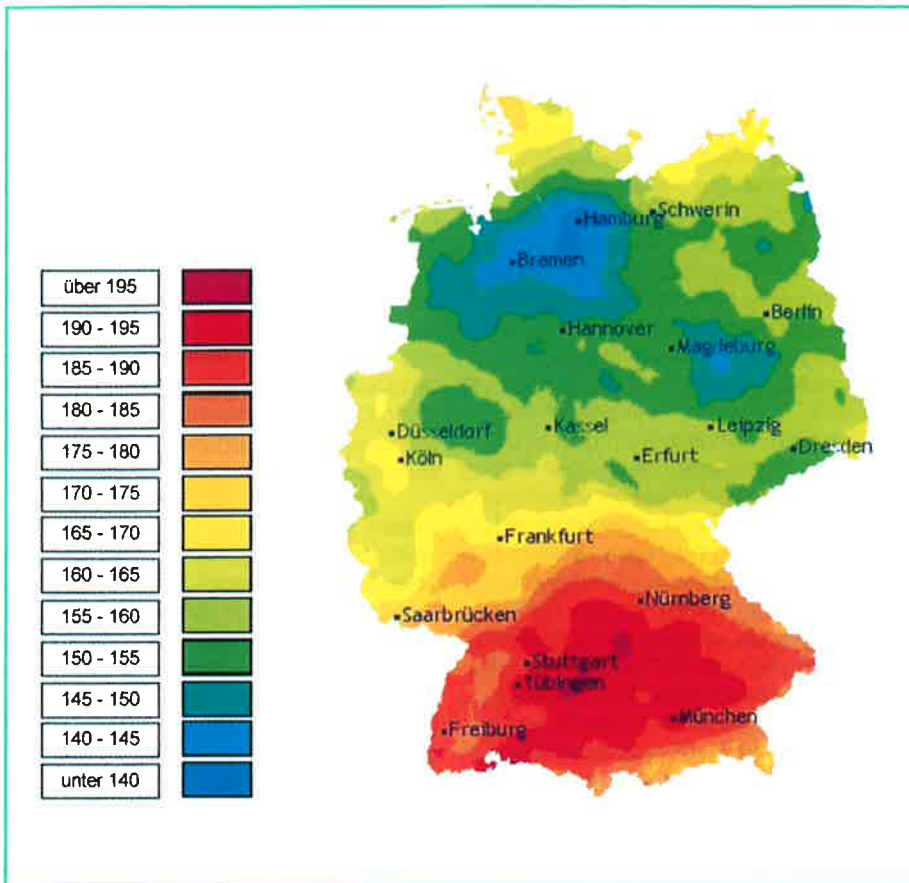 über 195
190 - 195
185 - 190
180 - 185
175 - 180
170 - 175
165 - 170
160 - 165
155 - 160
150 - 155
145 - 150
140 - 145
unter 140
Schwerin
Hamburg
Bremen
Berlin
Hannover
Magdeburg
Düsseldorf
Kassel
Leipzig
Köln
Erfurt
Dresden
Frankfurt
Nürnberg
Saarbrücken
Stuttgart
Tübingen
München
Freiburg